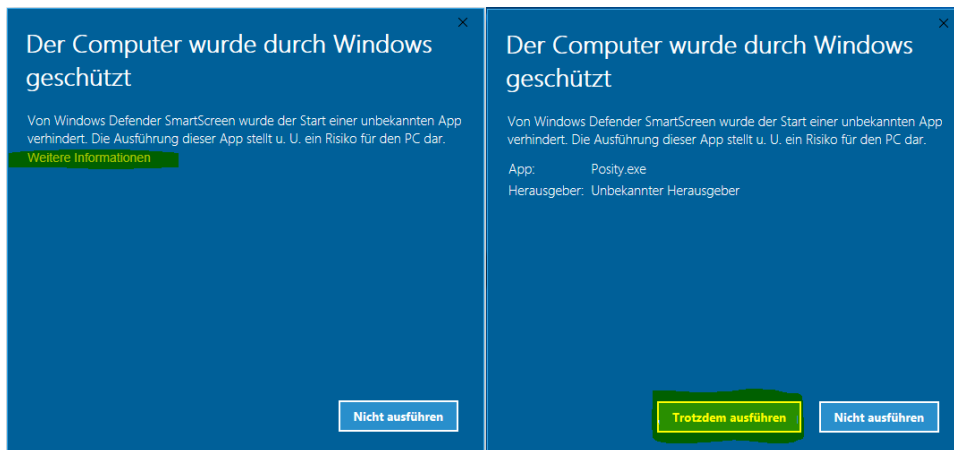 Der Computer wurde durch Windows
geschützt
Von Windows Defender SmartScreen wurde der Start einer unbekannten App
verhindert. Die Ausführung dieser App stellt u. U. ein Risiko für den PC dar.
Weitere Informationen
Nicht ausführen
Der Computer wurde durch Windows
geschützt
Von Windows Defender SmartScreen wurde der Start einer unbekannten App
verhindert. Die Ausführung dieser App stellt u. U. ein Risiko für den PC dar.
App: Posity.exe
Herausgeber: Unbekannter Herausgeber
Trotzdem ausführen Nicht ausführen